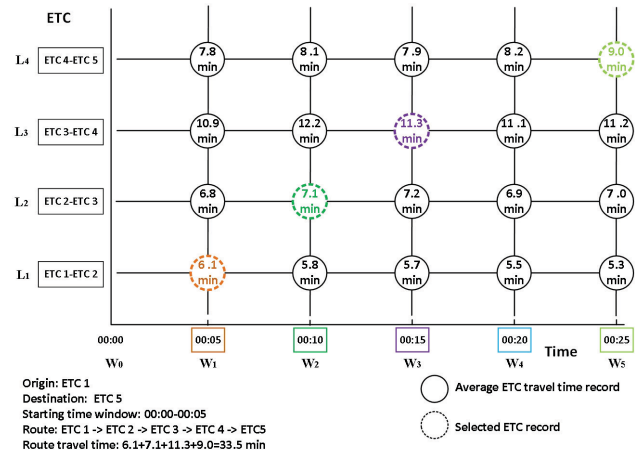 ETC
L4 ETC 4-ETC 5 7.8 min 8.1 min 7.9 min 8.2 min 9.0 min
L3 ETC 3-ETC 4 10.9 min 12.2 min 11.3 min 11.1 min 11.2 min
L2 ETC 2-ETC 3 6.8 min 7.1 min 7.2 min 6.9 min 7.0 min
L1 ETC 1-ETC 2 6.1 min 5.8 min 5.7 min 5.5 min 5.3 min
00:00 00:05 00:10 00:15 00:20 Time 00:25
W0 W1 W2 W3 W4 W5
Origin: ETC 1
Destination: ETC 5
Starting time window: 00:00-00:05
Route: ETC 1 -> ETC 2 -> ETC 3 -> ETC 4 -> ETC5
Route travel time: 6.1+7.1+11.3+9.0=33.5 min
Average ETC travel time record
Selected ETC record